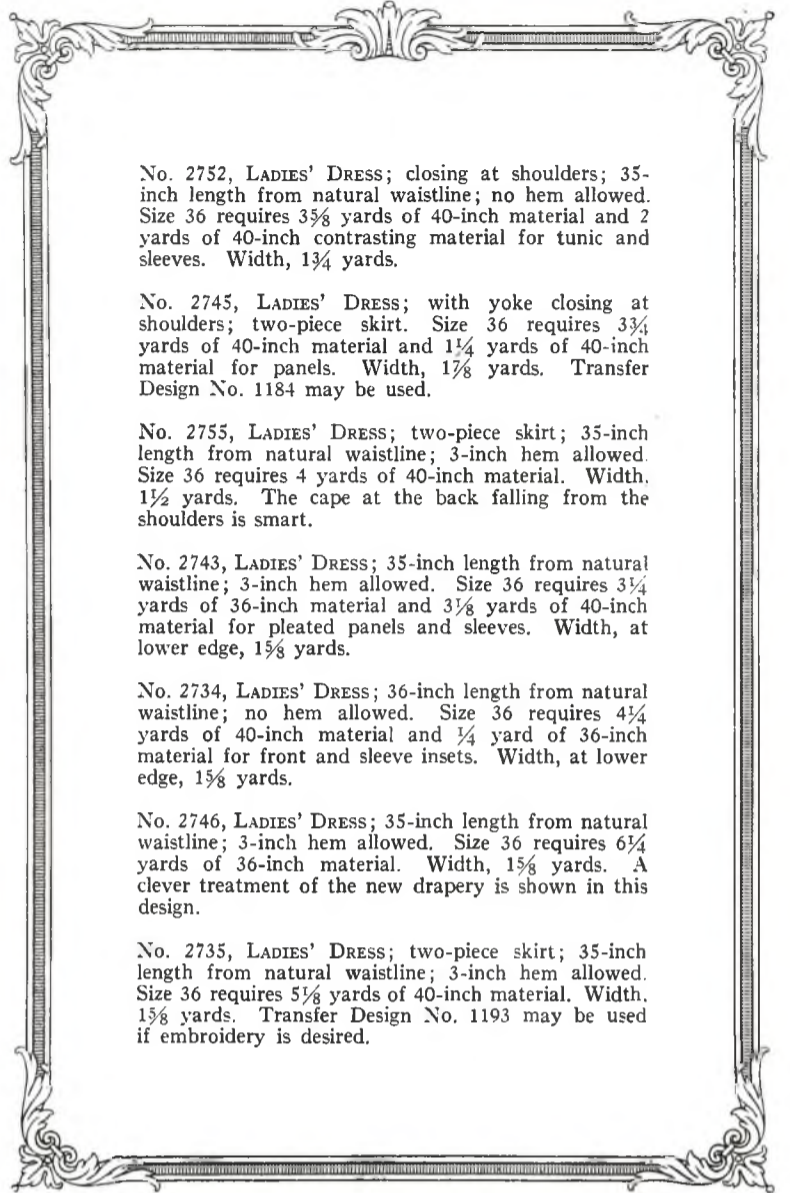 No. 2752, LADIES' DRESS; closing at shoulders; 35-
inch length from natural waistline; no hem allowed.
Size 36 requires 3⅝ yards of 40-inch material and 2
yards of 40-inch contrasting material for tunic and
sleeves. Width, 1¾ yards.
No. 2745, LADIES' DRESS; with yoke closing at
shoulders; two-piece skirt. Size 36 requires 3¾
yards of 40-inch material and 1¼ yards of 40-inch
material for panels. Width, 1⅞ yards. Transfer
Design No. 1184 may be used.
No. 2755, LADIES' DRESS; two-piece skirt; 35-inch
length from natural waistline; 3-inch hem allowed.
Size 36 requires 4 yards of 40-inch material. Width,
1½ yards. The cape at the back falling from the
shoulders is smart.
No. 2743, LADIES' DRESS; 35-inch length from natural
waistline; 3-inch hem allowed. Size 36 requires 3¼
yards of 36-inch material and 3⅛ yards of 40-inch
material for pleated panels and sleeves. Width, at
lower edge, 1⅝ yards.
No. 2734, LADIES' DRESS; 36-inch length from natural
waistline; no hem allowed. Size 36 requires 4¼
yards of 40-inch material and ¼ yard of 36-inch
material for front and sleeve insets. Width, at lower
edge, 1⅝ yards.
No. 2746, LADIES' DRESS; 35-inch length from natural
waistline; 3-inch hem allowed. Size 36 requires 6¼
yards of 36-inch material. Width, 1⅝ yards. A
clever treatment of the new drapery is shown in this
design.
No. 2735, LADIES' DRESS; two-piece skirt; 35-inch
length from natural waistline; 3-inch hem allowed.
Size 36 requires 5⅛ yards of 40-inch material. Width,
1⅝ yards. Transfer Design No. 1193 may be used
if embroidery is desired.